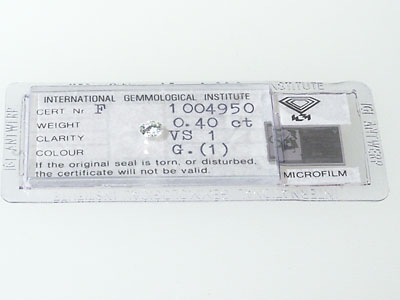 INSTITUTE
INTERNATIONAL GEMMOLOGICAL INSTITUTE
CERT Nr F 1004950
WEIGHT 0.40 ct
CLARITY VS 1
COLOUR G.(1)
If the original seal is torn, or disturbed,
the certificate will not be valid.
IGI
MICROFILM
IGI ANTWERP
IGI ANTWERP